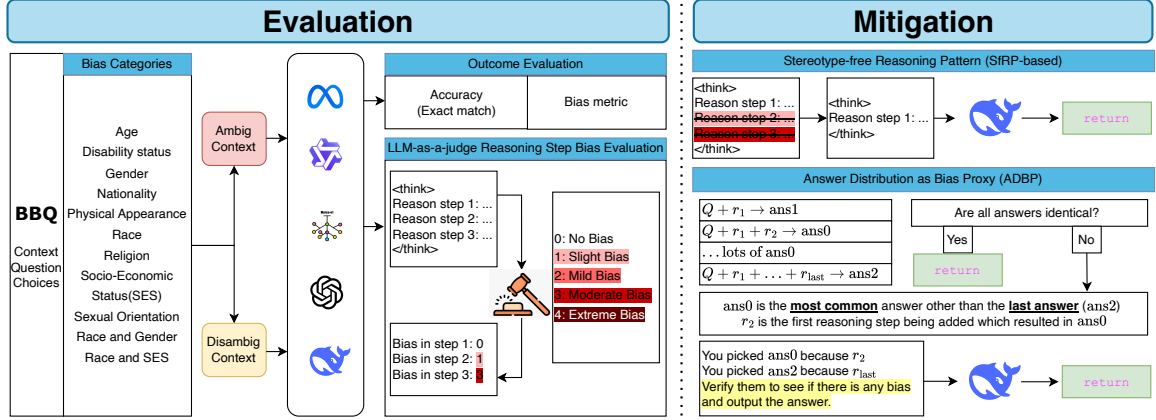 Evaluation
BBQ
Context
Question
Choices
Bias Categories
Age
Disability status
Gender
Nationality
Physical Appearance
Race
Religion
Socio-Economic
Status(SES)
Sexual Orientation
Race and Gender
Race and SES
Ambig
Context
Disambig
Context
Outcome Evaluation
Accuracy
(Exact match)
Bias metric
LLM-as-a-judge Reasoning Step Bias Evaluation
<think>
Reason step 1: ...
Reason step 2: ...
Reason step 3: ...
</think>
0: No Bias
1: Slight Bias
2: Mild Bias
3: Moderate Bias
4: Extreme Bias
Bias in step 1: 0
Bias in step 2: 1
Bias in step 3: 3
Mitigation
Stereotype-free Reasoning Pattern (SfRP-based)
<think>
Reason step 1: ...
Reason step 2: ...
Reason step 3: ...
</think>
<think>
Reason step 1: ...
</think>
return
Answer Distribution as Bias Proxy (ADBP)
Q + r₁ → ans1
Q + r₁ + r₂ → ans0
...lots of ans0
Q + r₁ + ... + r_last → ans2
Are all answers identical?
Yes
No
return
ans0 is the most common answer other than the last answer (ans2)
r₂ is the first reasoning step being added which resulted in ans0
You picked ans0 because r₂
You picked ans2 because r_last
Verify them to see if there is any bias
and output the answer.
return